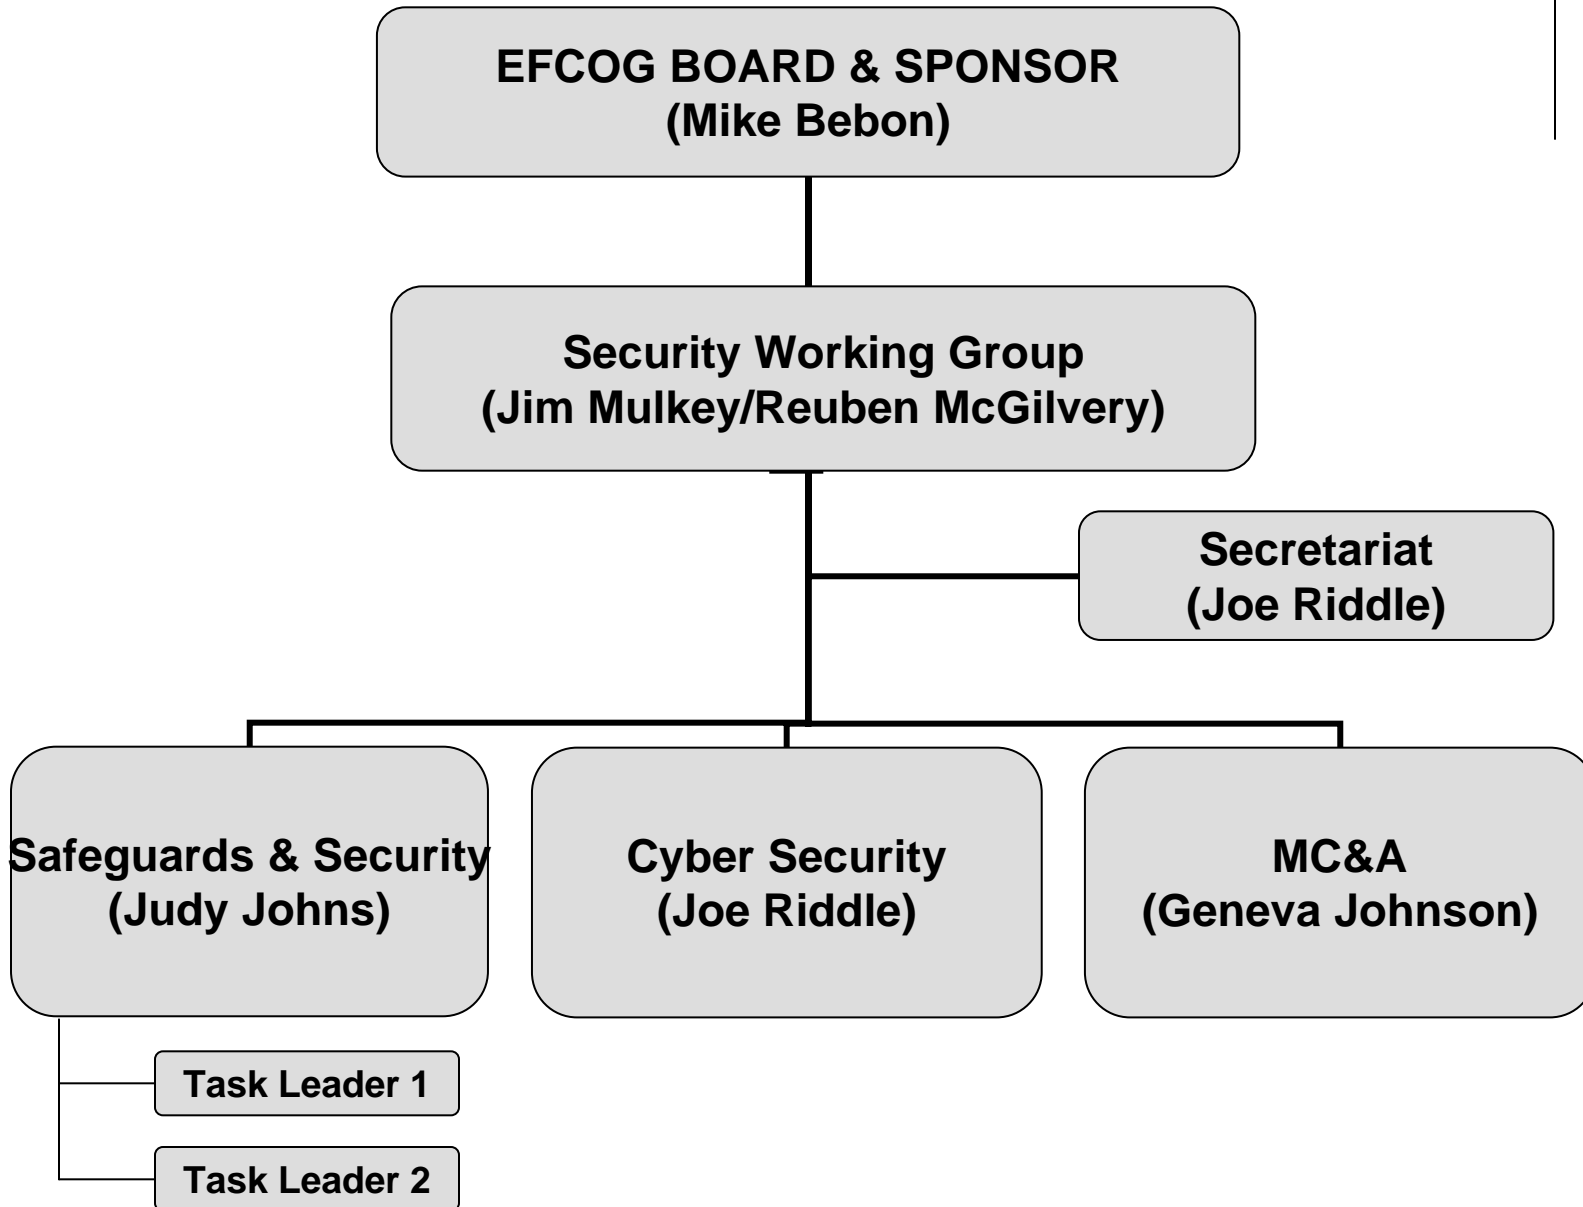 EFCOG BOARD & SPONSOR
(Mike Bebon)
Security Working Group
(Jim Mulkey/Reuben McGilvery)
Secretariat
(Joe Riddle)
Safeguards & Security
(Judy Johns)
Cyber Security
(Joe Riddle)
MC&A
(Geneva Johnson)
Task Leader 1
Task Leader 2